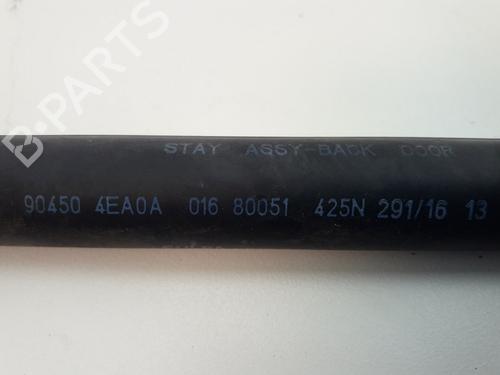 B-PARTS
STAY ASSY-BACK DOOR
90450 4EA0A 016 80051 425N 291/16 13